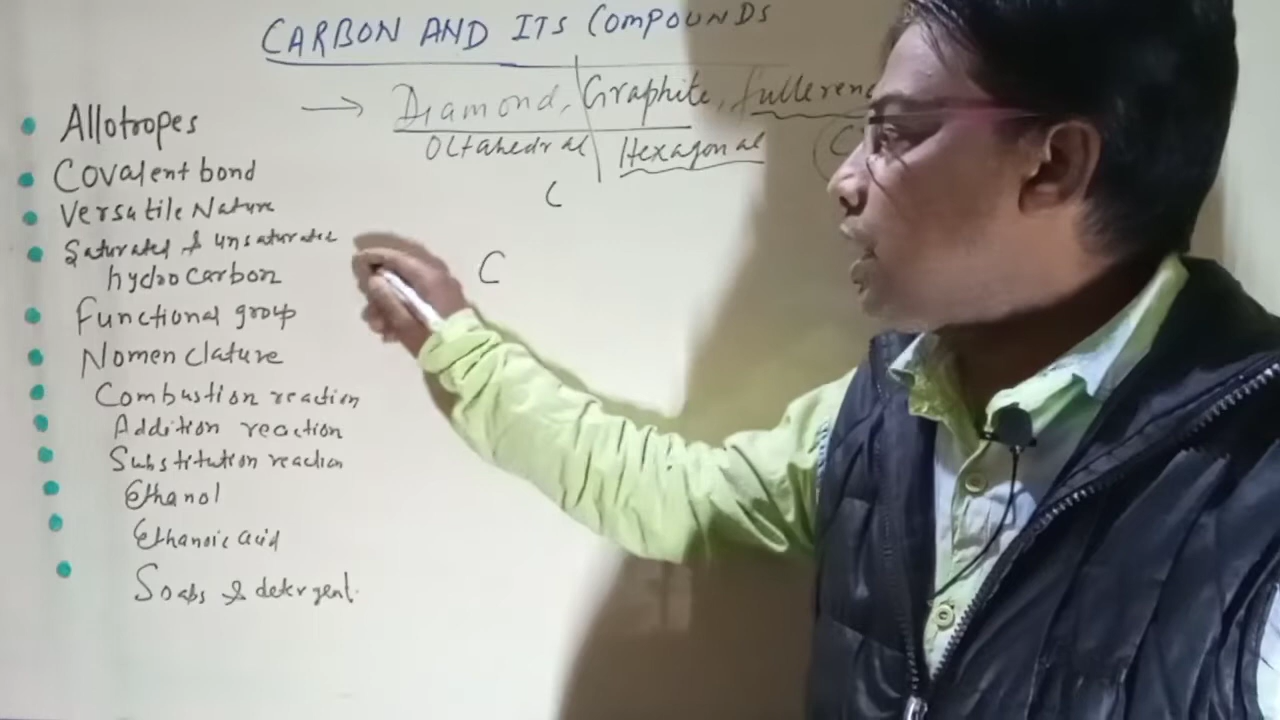 CARBON AND ITS COMPOUNDS
→ Diamond, Graphite, fulleren
Octahedral Hexagonal C
C
C
Allotropes
Covalent bond
Versatile Nature
Saturated & unsaturated
hydrocarbon
Functional group
Nomenclature
Combustion reaction
Addition reaction
Substitution reaction
Ethanol
Ethanoic acid
Soaps & detergent.